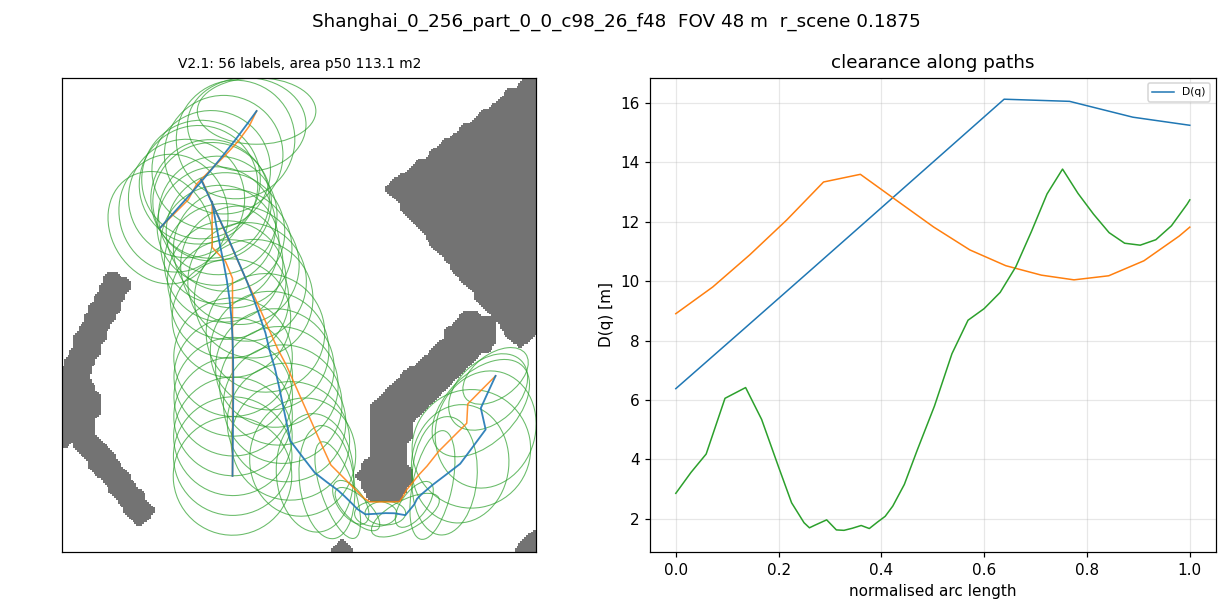 Shanghai_0_256_part_0_0_c98_26_f48  FOV 48 m  r_scene 0.1875
V2.1: 56 labels, area p50 113.1 m2
clearance along paths
D(q)
16
14
12
10
8
6
4
2
D(q) [m]
0.0 0.2 0.4 0.6 0.8 1.0
normalised arc length